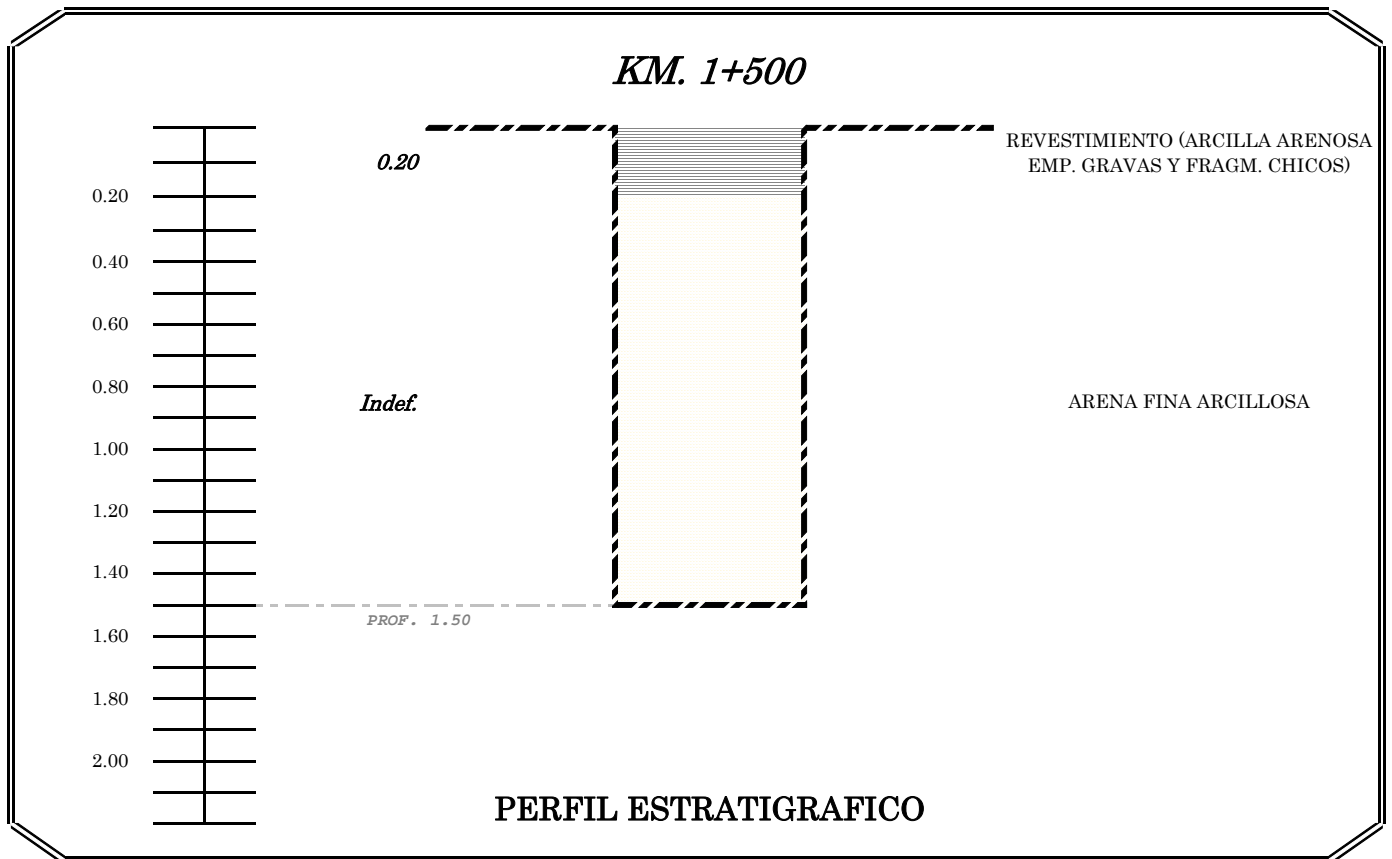 KM. 1+500
REVESTIMIENTO (ARCILLA ARENOSA
EMP. GRAVAS Y FRAGM. CHICOS)
0.20
0.20
0.40
0.60
0.80
Indef.
ARENA FINA ARCILLOSA
1.00
1.20
1.40
PROF. 1.50
1.60
1.80
2.00
PERFIL ESTRATIGRAFICO